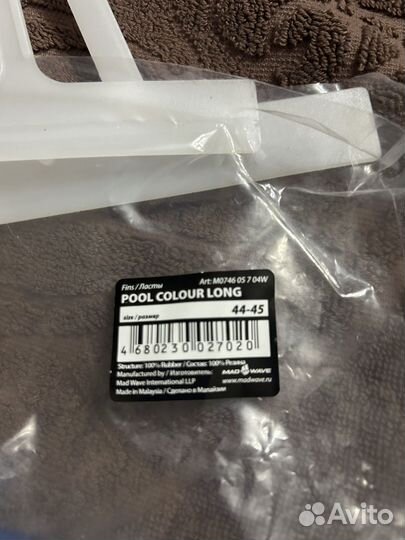 Fins / Ласты Art: M0746 05 7 04W
POOL COLOUR LONG
size / размер 44-45
4 680230 027020
Structure: 100% Rubber / Состав: 100% Резина
Manufactured by / Изготовитель: MAD WAVE
Mad Wave International LLP www.madwave.ru
Made in Malaysia / Сделано в Малайзии
Avito